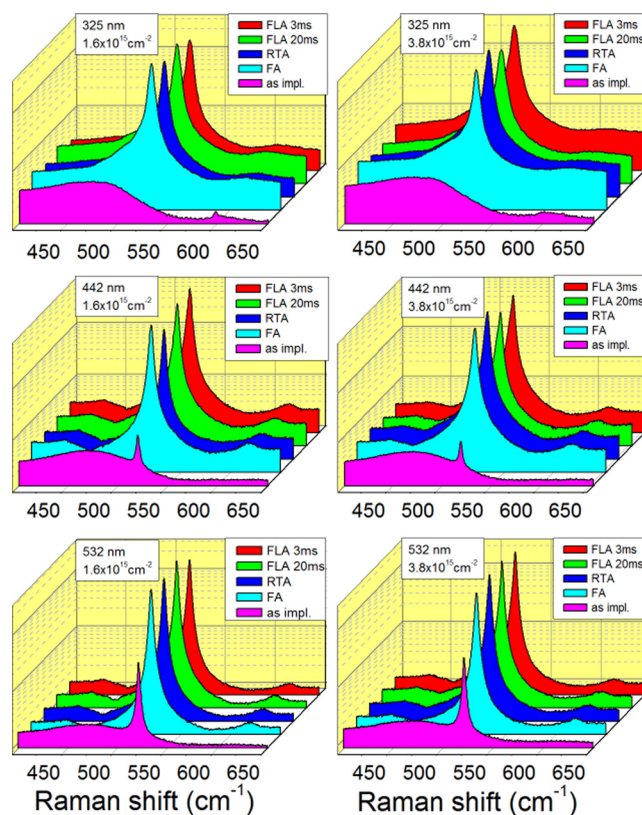 325 nm
1.6x10¹⁵cm⁻²
FLA 3ms
FLA 20ms
RTA
FA
as impl.
450 500 550 600 650
325 nm
3.8x10¹⁵cm⁻²
FLA 3ms
FLA 20ms
RTA
FA
as impl.
450 500 550 600 650
442 nm
1.6x10¹⁵cm⁻²
FLA 3ms
FLA 20ms
RTA
FA
as impl.
450 500 550 600 650
442 nm
3.8x10¹⁵cm⁻²
FLA 3ms
FLA 20ms
RTA
FA
as impl.
450 500 550 600 650
532 nm
1.6x10¹⁵cm⁻²
FLA 3ms
FLA 20ms
RTA
FA
as impl.
450 500 550 600 650
Raman shift (cm⁻¹)
532 nm
3.8x10¹⁵cm⁻²
FLA 3ms
FLA 20ms
RTA
FA
as impl.
450 500 550 600 650
Raman shift (cm⁻¹)